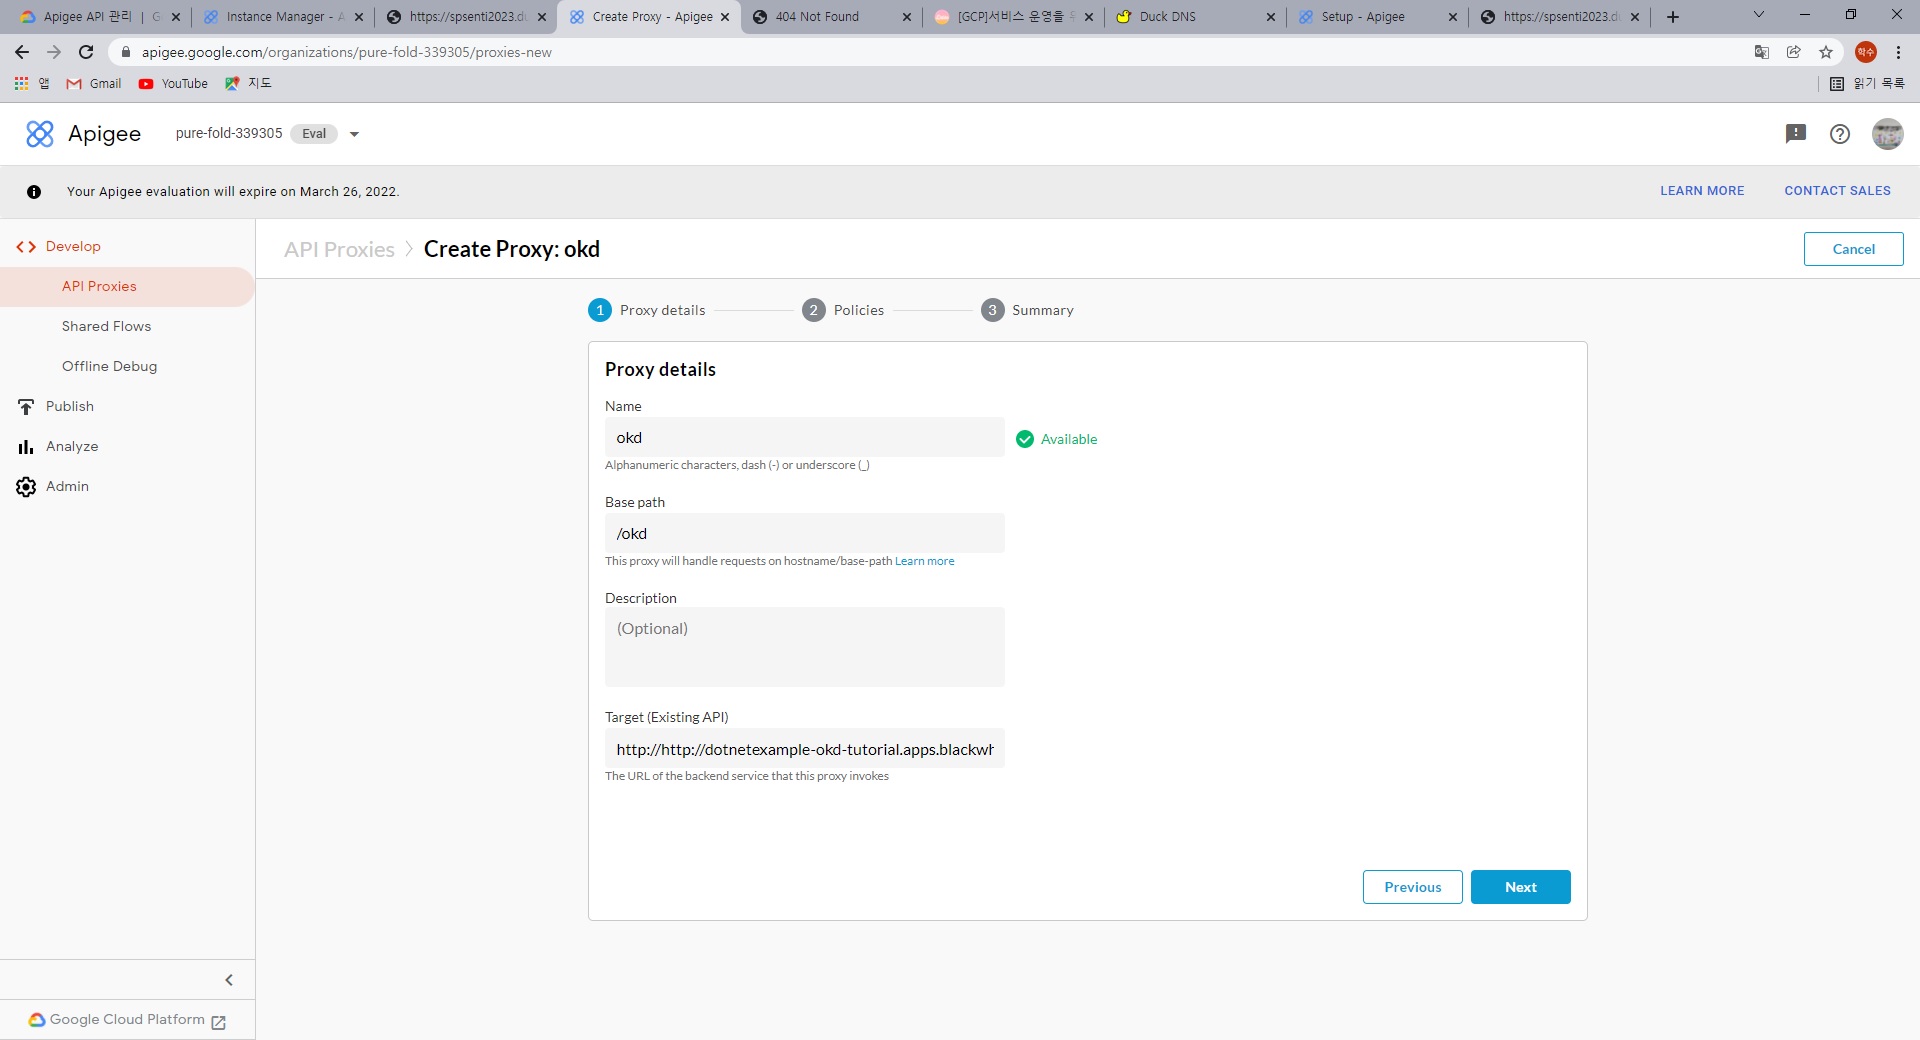 Apigee API 관리 | G
Instance Manager - A
https://spsenti2023.du
Create Proxy - Apigee
404 Not Found
[GCP]서비스 운영을 위
Duck DNS
Setup - Apigee
https://spsenti2023.du
apigee.google.com/organizations/pure-fold-339305/proxies-new
학수
앱
Gmail
YouTube
지도
읽기 목록
Apigee
pure-fold-339305
Eval
Your Apigee evaluation will expire on March 26, 2022.
LEARN MORE
CONTACT SALES
Develop
API Proxies
Shared Flows
Offline Debug
Publish
Analyze
Admin
Google Cloud Platform
API Proxies
Create Proxy: okd
Cancel
1 Proxy details
2 Policies
3 Summary
Proxy details
Name
okd
Available
Alphanumeric characters, dash (-) or underscore (_)
Base path
/okd
This proxy will handle requests on hostname/base-path Learn more
Description
(Optional)
Target (Existing API)
http://http://dotnetexample-okd-tutorial.apps.blackwh
The URL of the backend service that this proxy invokes
Previous
Next